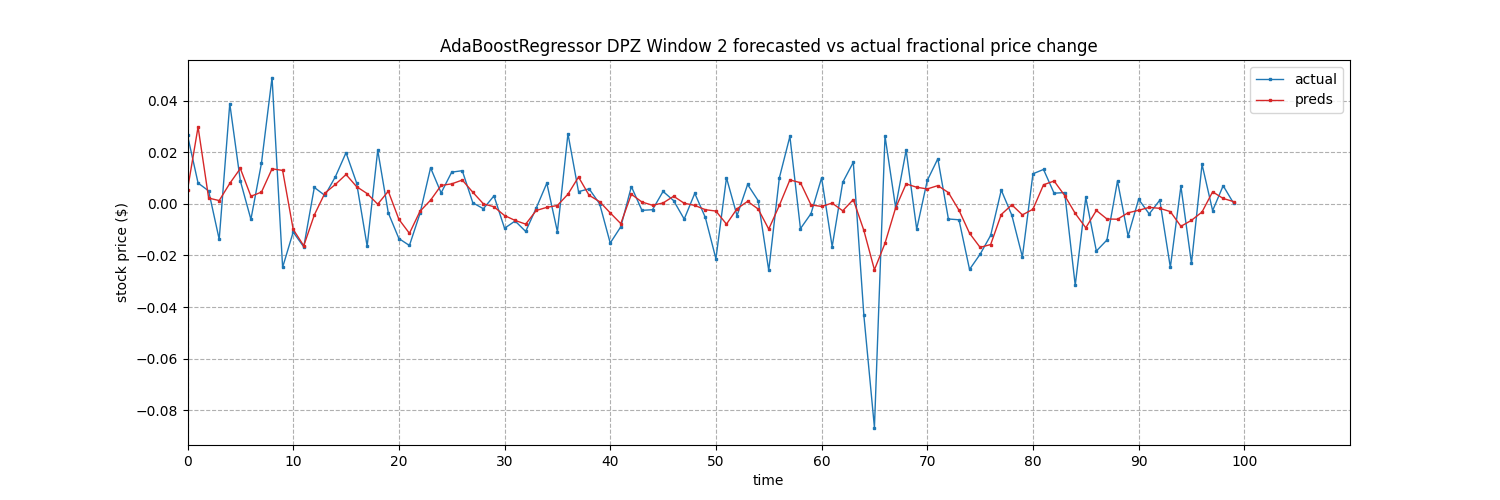 AdaBoostRegressor DPZ Window 2 forecasted vs actual fractional price change
actual
preds
0.04
0.02
0.00
−0.02
−0.04
−0.06
−0.08
stock price ($)
0 10 20 30 40 50 60 70 80 90 100
time